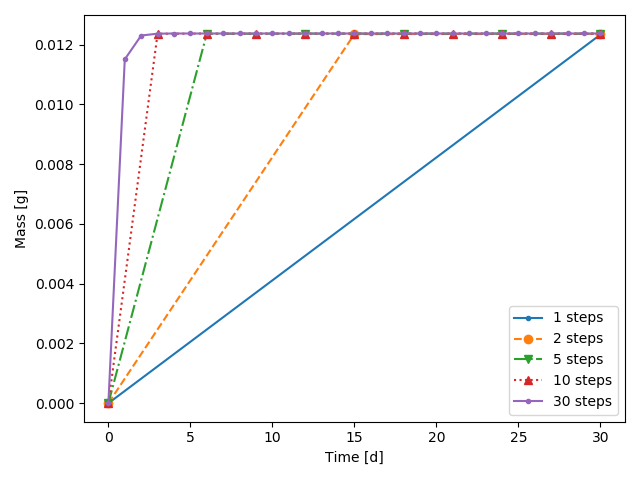 0.012
0.010
0.008
0.006
0.004
0.002
0.000
Mass [g]
0 5 10 15 20 25 30
Time [d]
1 steps
2 steps
5 steps
10 steps
30 steps